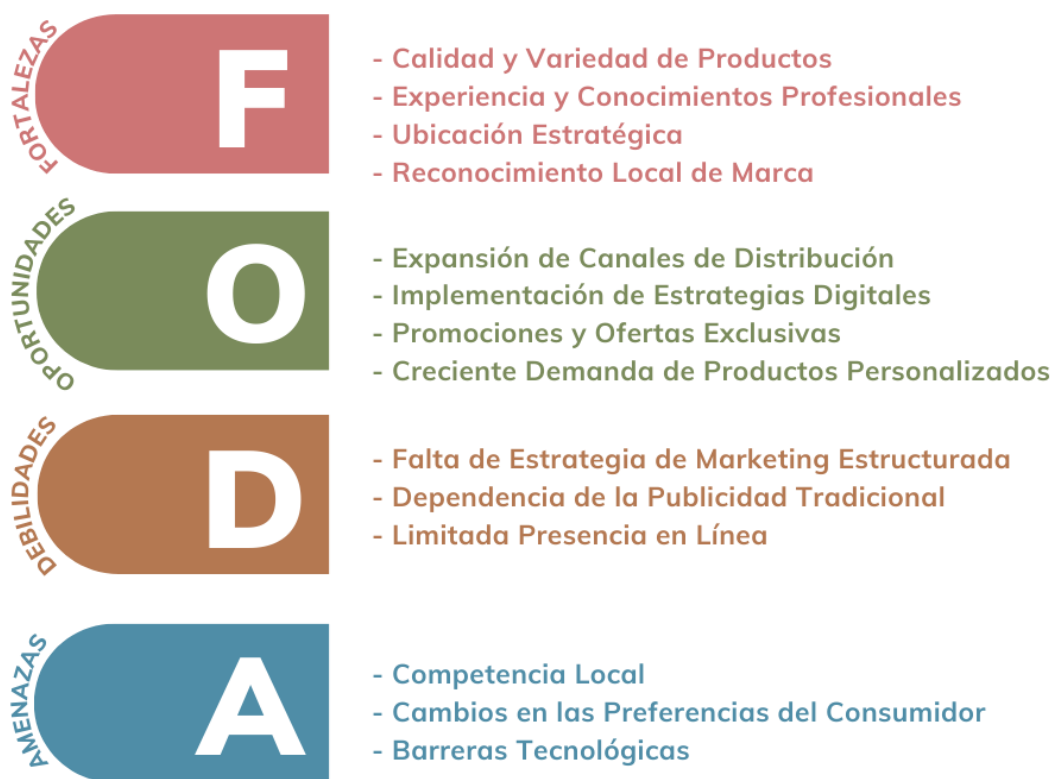 FORTALEZAS
F
- Calidad y Variedad de Productos
- Experiencia y Conocimientos Profesionales
- Ubicación Estratégica
- Reconocimiento Local de Marca
OPORTUNIDADES
O
- Expansión de Canales de Distribución
- Implementación de Estrategias Digitales
- Promociones y Ofertas Exclusivas
- Creciente Demanda de Productos Personalizados
DEBILIDADES
D
- Falta de Estrategia de Marketing Estructurada
- Dependencia de la Publicidad Tradicional
- Limitada Presencia en Línea
AMENAZAS
A
- Competencia Local
- Cambios en las Preferencias del Consumidor
- Barreras Tecnológicas